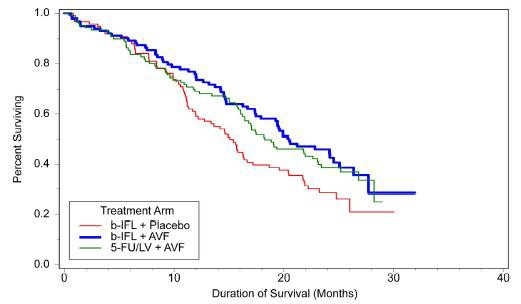 1.0
0.8
0.6
0.4
0.2
0.0
Percent Surviving
Treatment Arm
b-IFL + Placebo
b-IFL + AVF
5-FU/LV + AVF
0 10 20 30 40
Duration of Survival (Months)